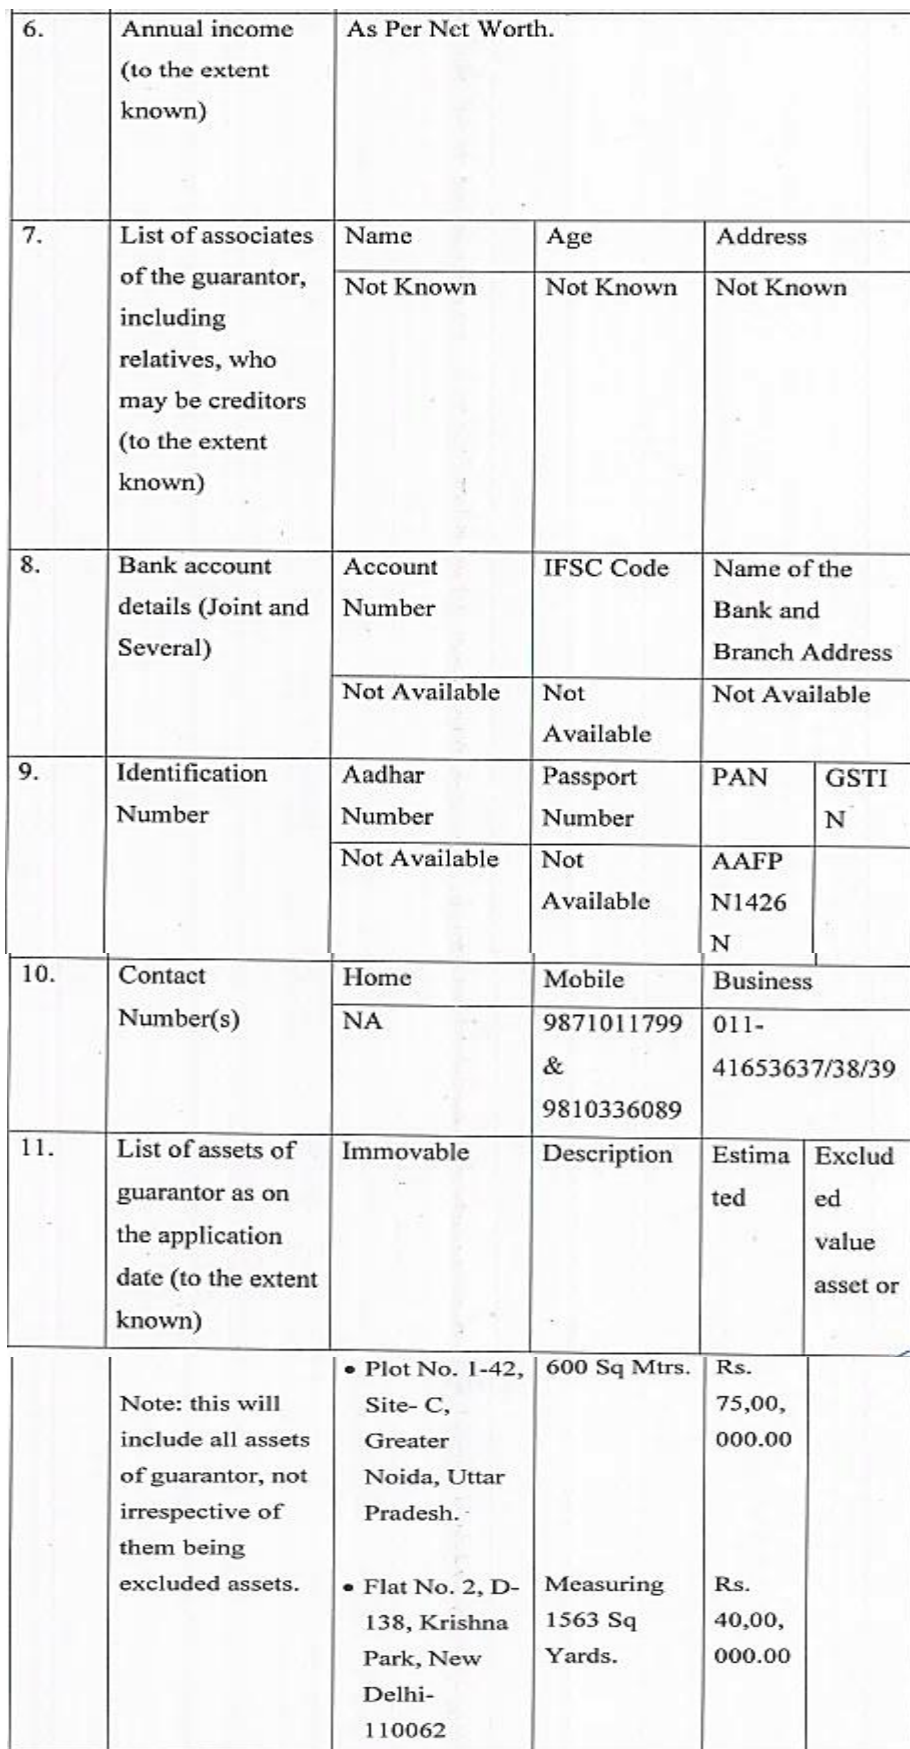 6.
Annual income
(to the extent
known)
As Per Net Worth.
7.
List of associates
of the guarantor,
including
relatives, who
may be creditors
(to the extent
known)
Name
Age
Address
Not Known
Not Known
Not Known
8.
Bank account
details (Joint and
Several)
Account
Number
IFSC Code
Name of the
Bank and
Branch Address
Not Available
Not
Available
Not Available
9.
Identification
Number
Aadhar
Number
Passport
Number
PAN
GSTI
N
Not Available
Not
Available
AAFP
N1426
N
10.
Contact
Number(s)
Home
Mobile
Business
NA
9871011799
&
9810336089
011-
41653637/38/39
11.
List of assets of
guarantor as on
the application
date (to the extent
known)
Immovable
Description
Estima
ted
Exclud
ed
value
asset or
Note: this will
include all assets
of guarantor, not
irrespective of
them being
excluded assets.
• Plot No. 1-42,
Site- C,
Greater
Noida, Uttar
Pradesh.
600 Sq Mtrs.
Rs.
75,00,
000.00
• Flat No. 2, D-
138, Krishna
Park, New
Delhi-
110062
Measuring
1563 Sq
Yards.
Rs.
40,00,
000.00